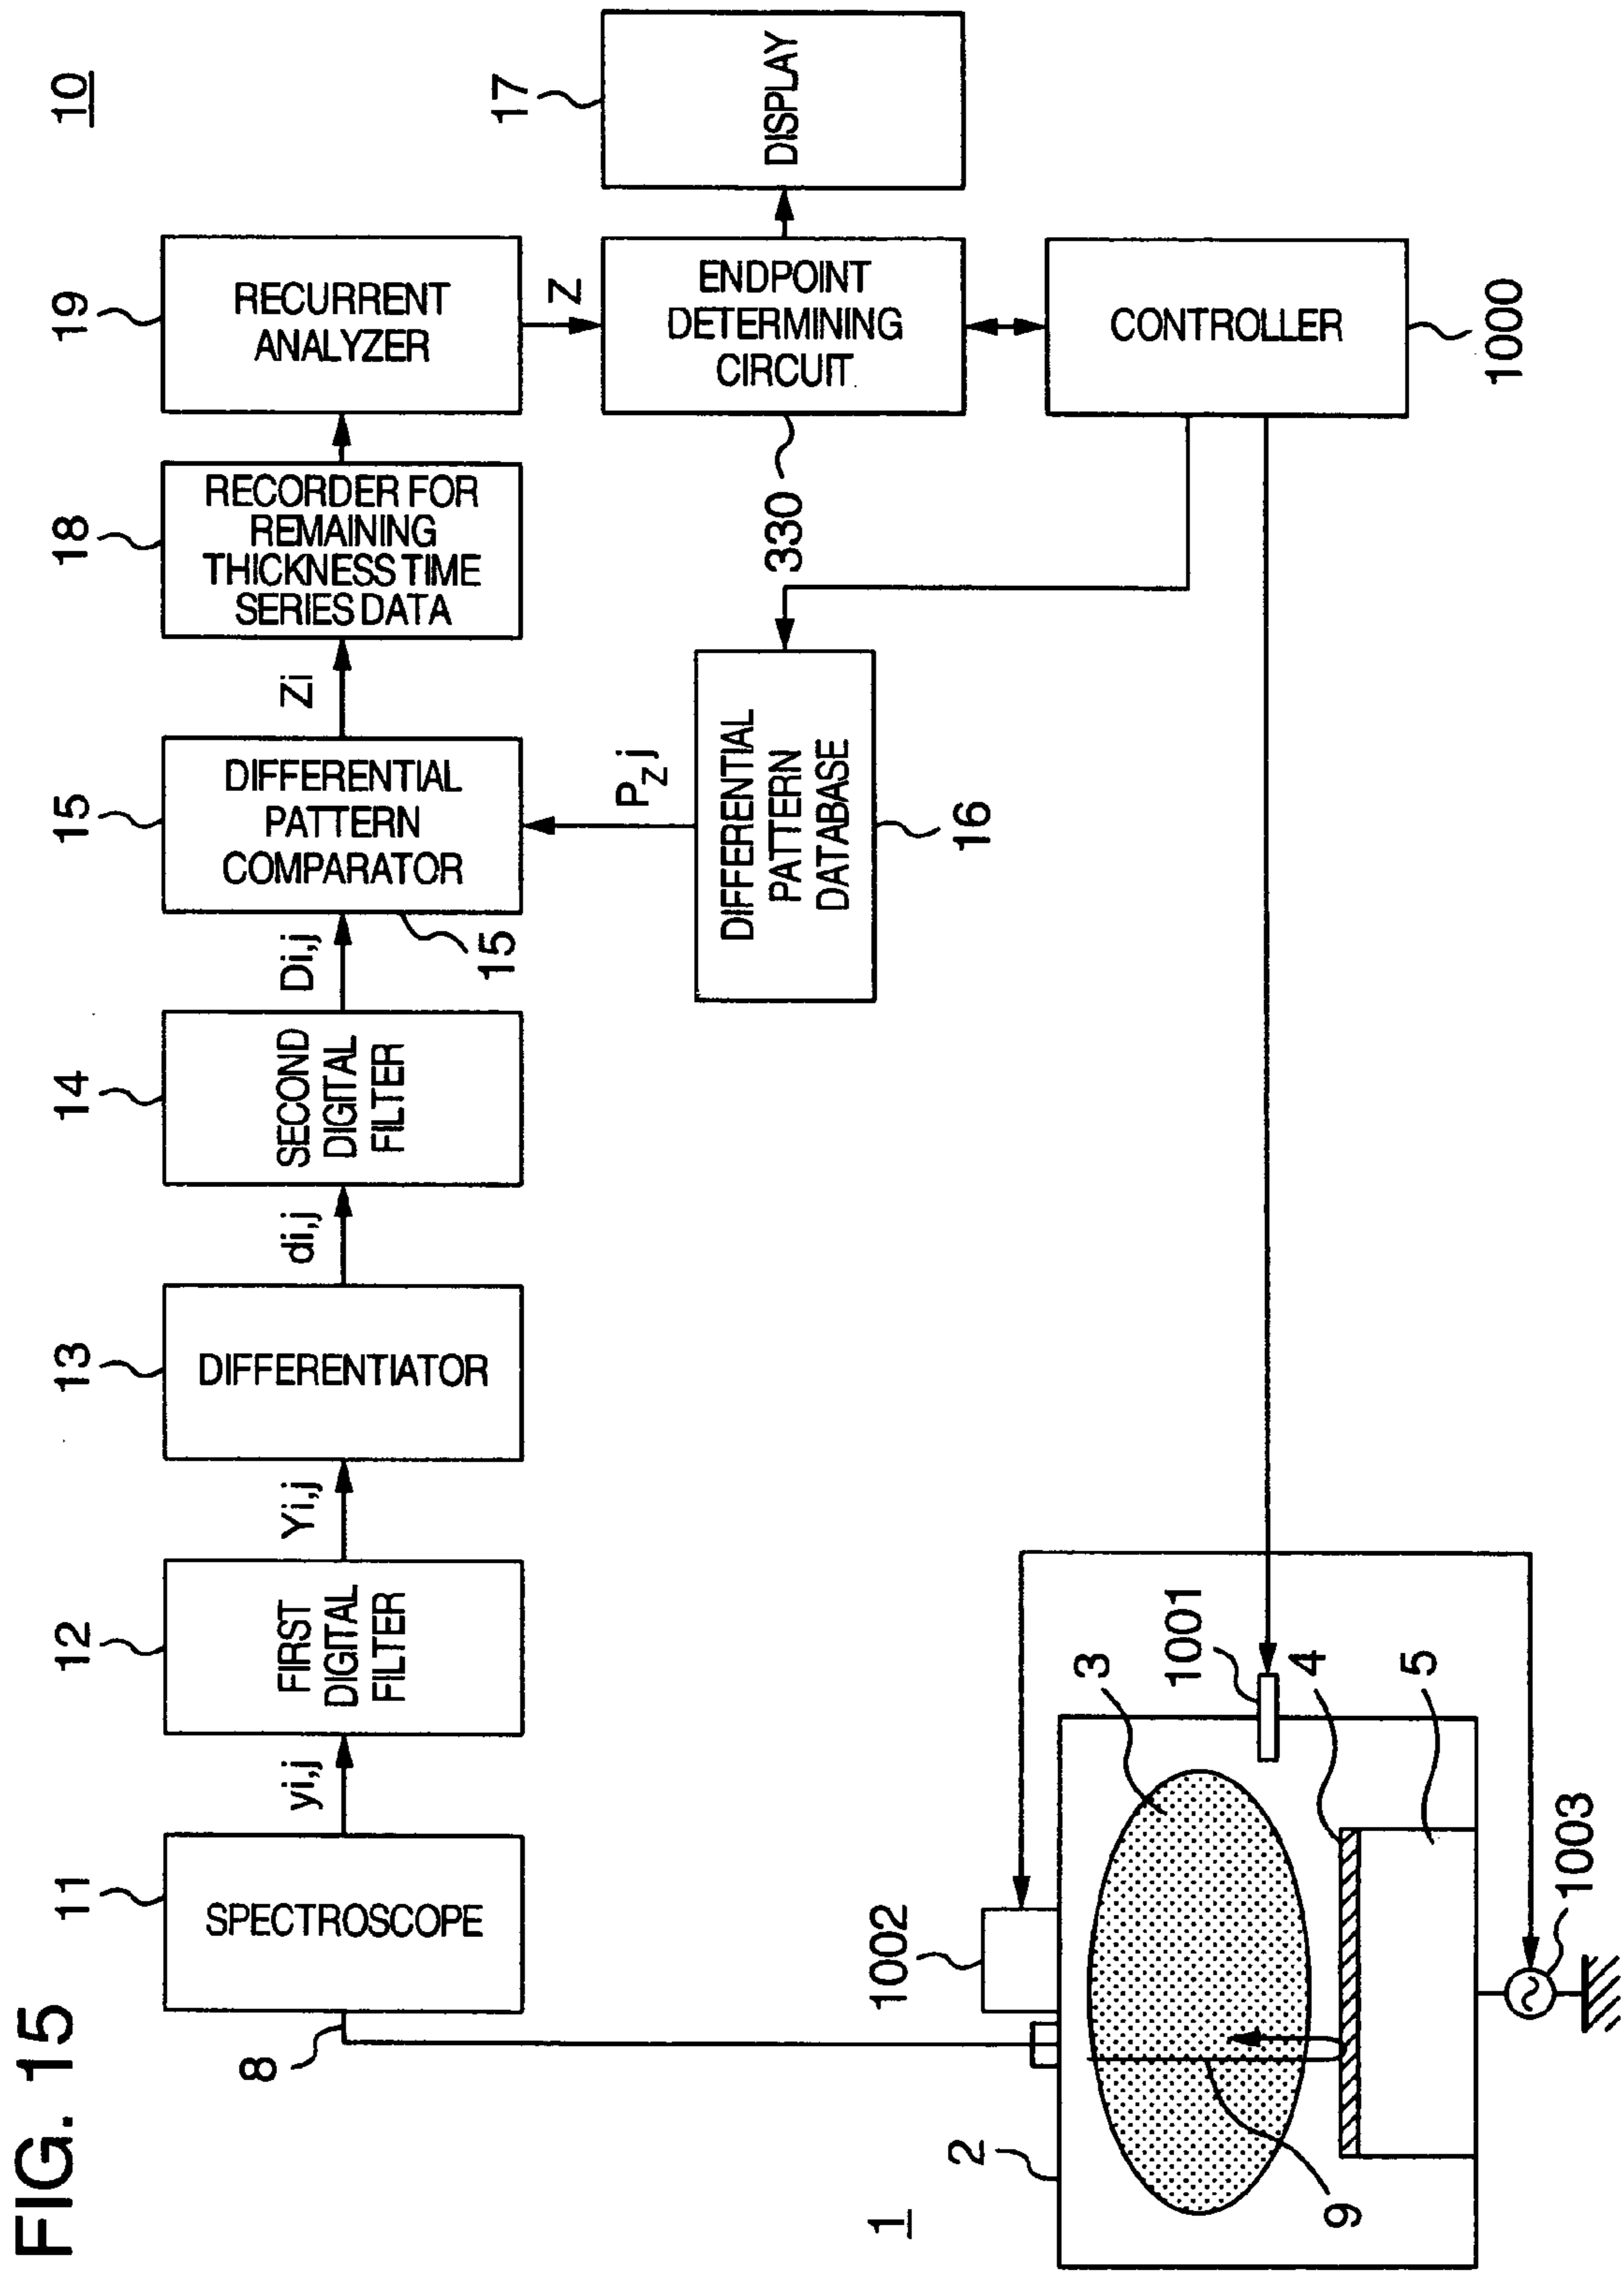 FIG. 15
10
8
11
SPECTROSCOPE
yi,j
12
FIRST
DIGITAL
FILTER
Yi,j
13
DIFFERENTIATOR
di,j
14
SECOND
DIGITAL
FILTER
Di,j
15
DIFFERENTIAL
PATTERN
COMPARATOR
15
Zi
18
RECORDER FOR
REMAINING
THICKNESS TIME
SERIES DATA
19
RECURRENT
ANALYZER
Z
PZ j
DIFFERENTIAL
PATTERN
DATABASE
16
330
ENDPOINT
DETERMINING
CIRCUIT
17
DISPLAY
CONTROLLER
1000
1
2
1002
3
1001
4
5
9
1003